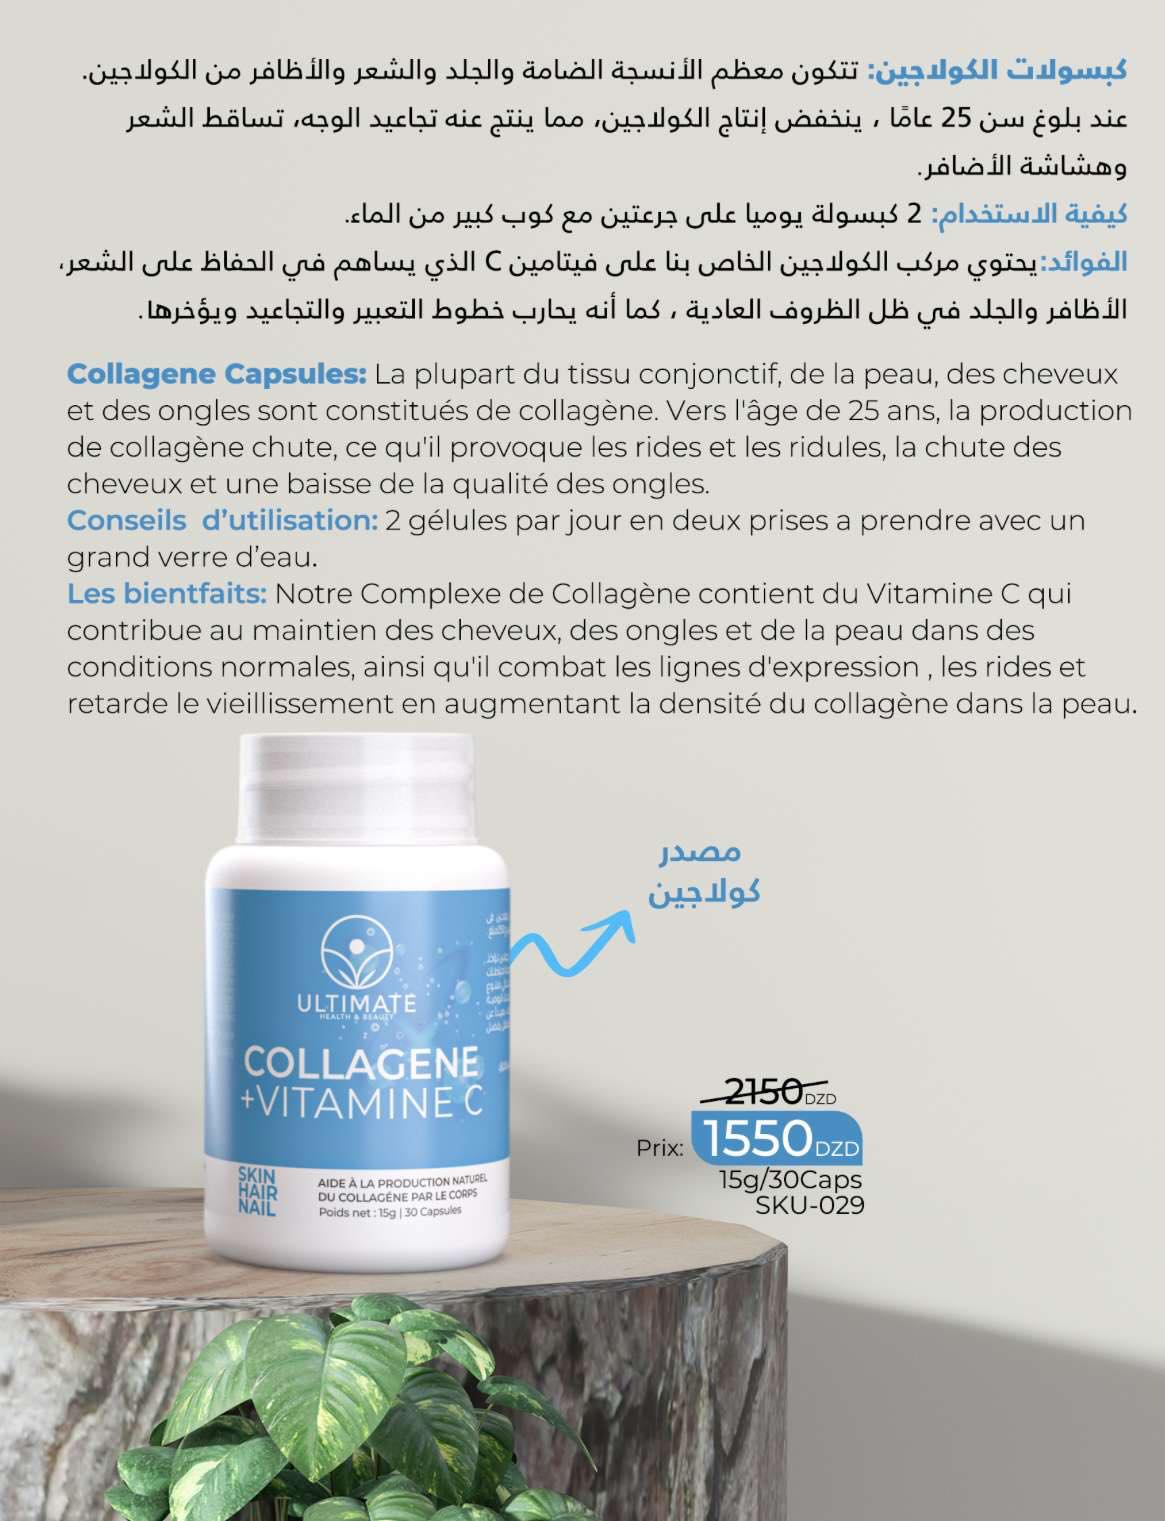 كبسولات الكولاجين: تتكون معظم الأنسجة الضامة والجلد والشعر والأظافر من الكولاجين.
عند بلوغ سن 25 عامًا ، ينخفض إنتاج الكولاجين، مما ينتج عنه تجاعيد الوجه، تساقط الشعر
وهشاشة الأضافر.
كيفية الاستخدام: 2 كبسولة يوميا على جرعتين مع كوب كبير من الماء.
الفوائد:يحتوي مركب الكولاجين الخاص بنا على فيتامين C الذي يساهم في الحفاظ على الشعر،
الأظافر والجلد في ظل الظروف العادية ، كما أنه يحارب خطوط التعبير والتجاعيد ويؤخرها.
Collagene Capsules: La plupart du tissu conjonctif, de la peau, des cheveux
et des ongles sont constitués de collagène. Vers l'âge de 25 ans, la production
de collagène chute, ce qu'il provoque les rides et les ridules, la chute des
cheveux et une baisse de la qualité des ongles.
Conseils d’utilisation: 2 gélules par jour en deux prises a prendre avec un
grand verre d’eau.
Les bientfaits: Notre Complexe de Collagène contient du Vitamine C qui
contribue au maintien des cheveux, des ongles et de la peau dans des
conditions normales, ainsi qu'il combat les lignes d'expression , les rides et
retarde le vieillissement en augmentant la densité du collagène dans la peau.
مصدر
كولاجين
ULTIMATE
HEALTH & BEAUTY
COLLAGENE
+VITAMINE C
SKIN
HAIR
NAIL
AIDE À LA PRODUCTION NATUREL
DU COLLAGÉNE PAR LE CORPS
Poids net : 15g | 30 Capsules
2150DZD
Prix: 1550DZD
15g/30Caps
SKU-029